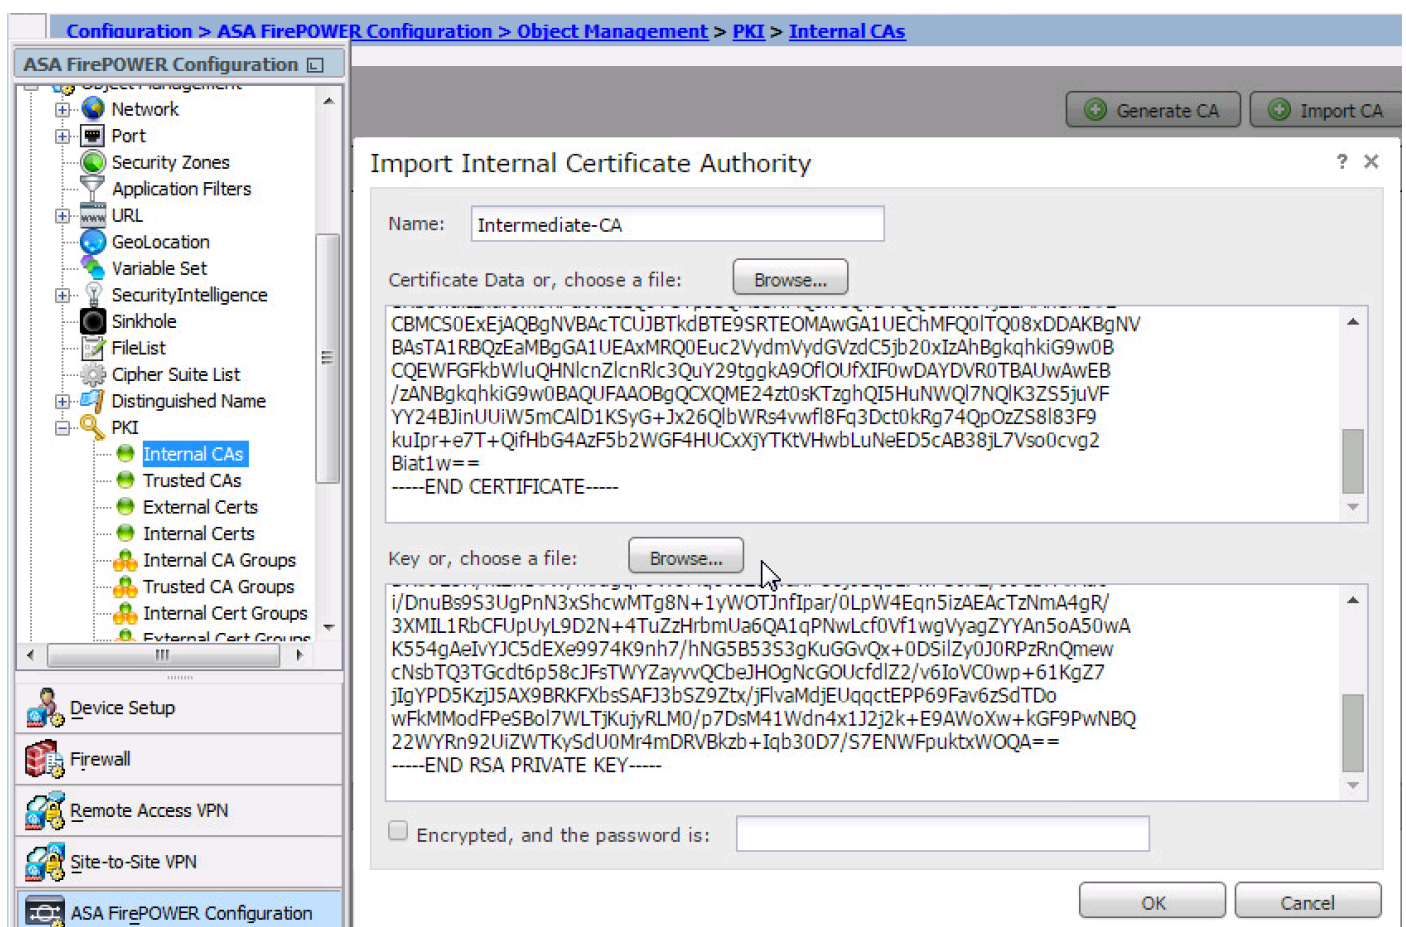 Configuration > ASA FirePOWER Configuration > Object Management > PKI > Internal CAs
ASA FirePOWER Configuration
Object Management
Network
Port
Security Zones
Application Filters
URL
GeoLocation
Variable Set
SecurityIntelligence
Sinkhole
FileList
Cipher Suite List
Distinguished Name
PKI
Internal CAs
Trusted CAs
External Certs
Internal Certs
Internal CA Groups
Trusted CA Groups
Internal Cert Groups
External Cert Groups
Device Setup
Firewall
Remote Access VPN
Site-to-Site VPN
ASA FirePOWER Configuration
Generate CA
Import CA
Import Internal Certificate Authority
? ×
Name:
Intermediate-CA
Certificate Data or, choose a file:
Browse...
CBMCS0ExEjAQBgNVBAcTCUJBTkdBTE9SRTEOMAwGA1UEChMFQ0lTQ08xDDAKBgNV
BAsTA1RBQzEaMBgGA1UEAxMRQ0Euc2VydmVydGVzdC5jb20xIzAhBgkqhkiG9w0B
CQEWFGFkbWluQHNlcnZlcnRlc3QuY29tggkA9OflOUfXIF0wDAYDVR0TBAUwAwEB
/zANBgkqhkiG9w0BAQUFAAOBgQCXQME24zt0sKTzghQI5HuNWQl7NQlK3ZS5juVF
YY24BJinUUiW5mCAlD1KSyG+Jx26QlbWRs4vwfl8Fq3Dct0kRg74QpOzZS8l83F9
kuIpr+e7T+QifHbG4AzF5b2WGF4HUCxXjYTKtVHwbLuNeED5cAB38jL7Vso0cvg2
Biat1w==
-----END CERTIFICATE-----
Key or, choose a file:
Browse...
i/DnuBs9S3UgPnN3xShcwMTg8N+1yWOTJnfIpar/0LpW4Eqn5izAEAcTzNmA4gR/
3XMIL1RbCFUpUyL9D2N+4TuZzHrbmUa6QA1qPNwLcf0Vf1wgVyagZYYAn5oA50wA
K554gAeIvYJC5dEXe9974K9nh7/hNG5B53S3gKuGGvQx+0DSilZy0J0RPzRnQmew
cNsbTQ3TGcdt6p58cJFsTWYZayvvQCbeJHOgNcGOUcfdlZ2/v6IoVC0wp+61KgZ7
jIgYPD5KzjJ5AX9BRKFXbsSAFJ3bSZ9Ztx/jFlvaMdjEUqqctEPP69Fav6zSdTDo
wFkMModFPeSBol7WLTjKujyRLM0/p7DsM41Wdn4x1J2j2k+E9AWoXw+kGF9PwNBQ
22WYRn92UiZWTKySdU0Mr4mDRVBkzb+Iqb30D7/S7ENWFpuktxWOQA==
-----END RSA PRIVATE KEY-----
Encrypted, and the password is:
OK
Cancel